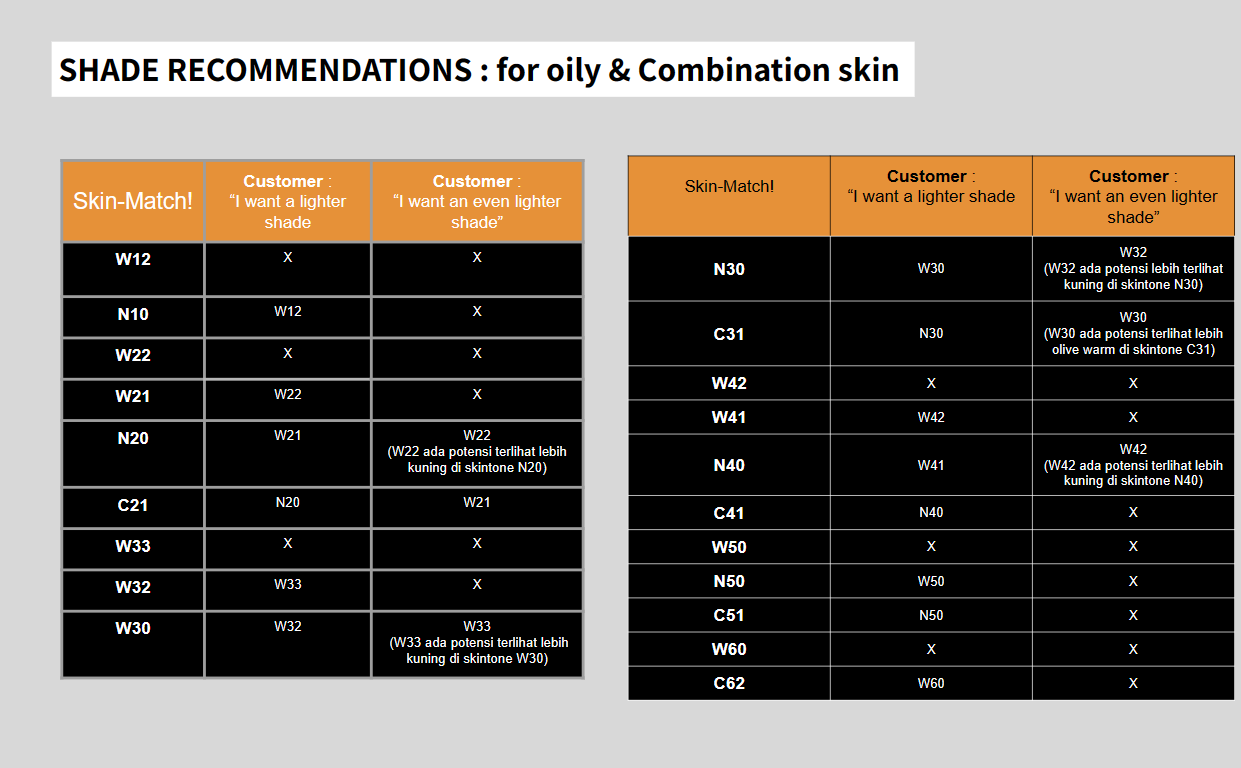 SHADE RECOMMENDATIONS : for oily & Combination skin
Skin-Match!
Customer :
“I want a lighter
shade
Customer :
“I want an even lighter
shade”
W12
X
X
N10
W12
X
W22
X
X
W21
W22
X
N20
W21
W22
(W22 ada potensi terlihat lebih
kuning di skintone N20)
C21
N20
W21
W33
X
X
W32
W33
X
W30
W32
W33
(W33 ada potensi terlihat lebih
kuning di skintone W30)
Skin-Match!
Customer :
“I want a lighter shade
Customer :
“I want an even lighter
shade”
N30
W30
W32
(W32 ada potensi lebih terlihat
kuning di skintone N30)
C31
N30
W30
(W30 ada potensi terlihat lebih
olive warm di skintone C31)
W42
X
X
W41
W42
X
N40
W41
W42
(W42 ada potensi terlihat lebih
kuning di skintone N40)
C41
N40
X
W50
X
X
N50
W50
X
C51
N50
X
W60
X
X
C62
W60
X